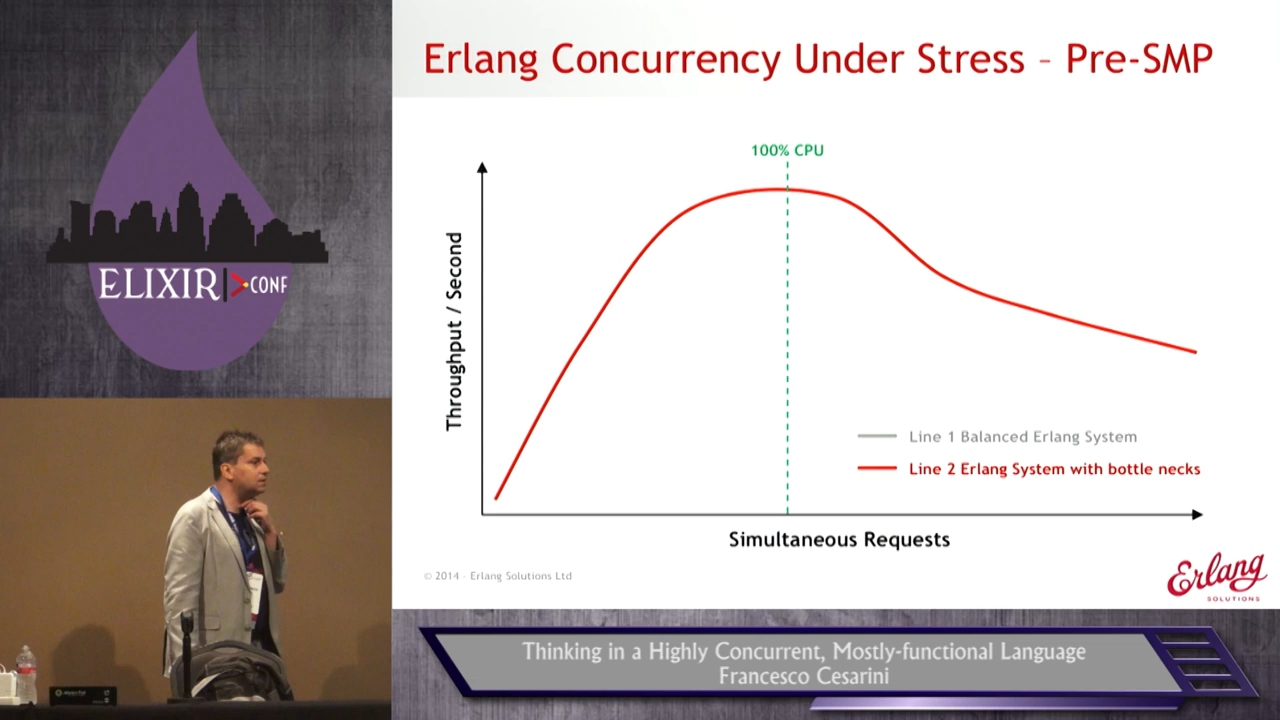 ELIXIR CONF
Erlang Concurrency Under Stress – Pre-SMP
100% CPU
Throughput / Second
Line 1 Balanced Erlang System
Line 2 Erlang System with bottle necks
Simultaneous Requests
© 2014 - Erlang Solutions Ltd
Erlang
SOLUTIONS
Thinking in a Highly Concurrent, Mostly-functional Language
Francesco Cesarini